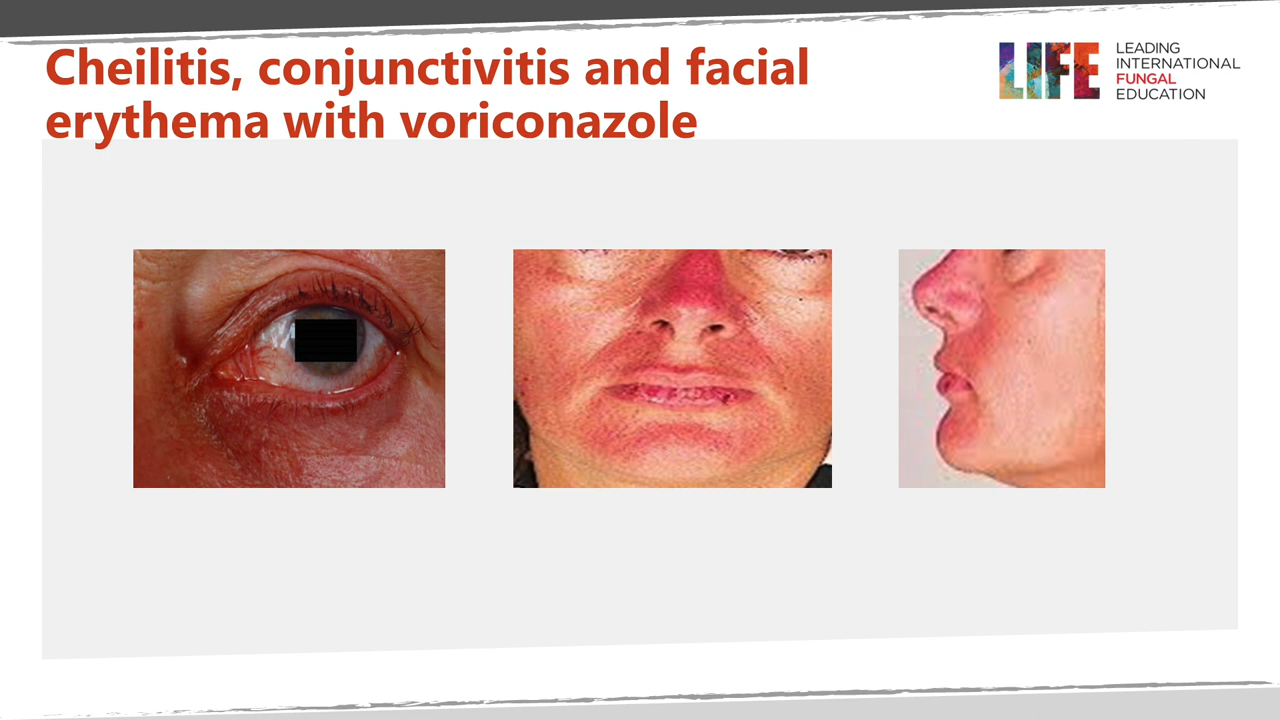 Cheilitis, conjunctivitis and facial
erythema with voriconazole
LIFE
LEADING
INTERNATIONAL
FUNGAL
EDUCATION